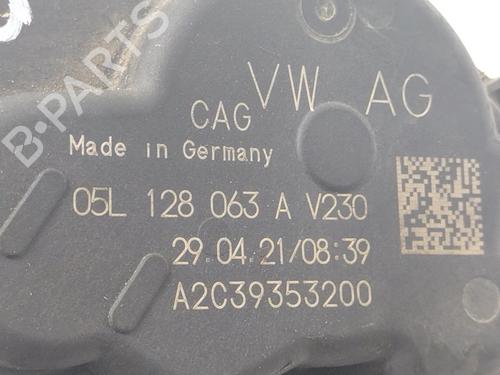 VW AG
CAG
Made in Germany
05L 128 063 A V230
29.04.21/08:39
A2C39353200
B-PARTS